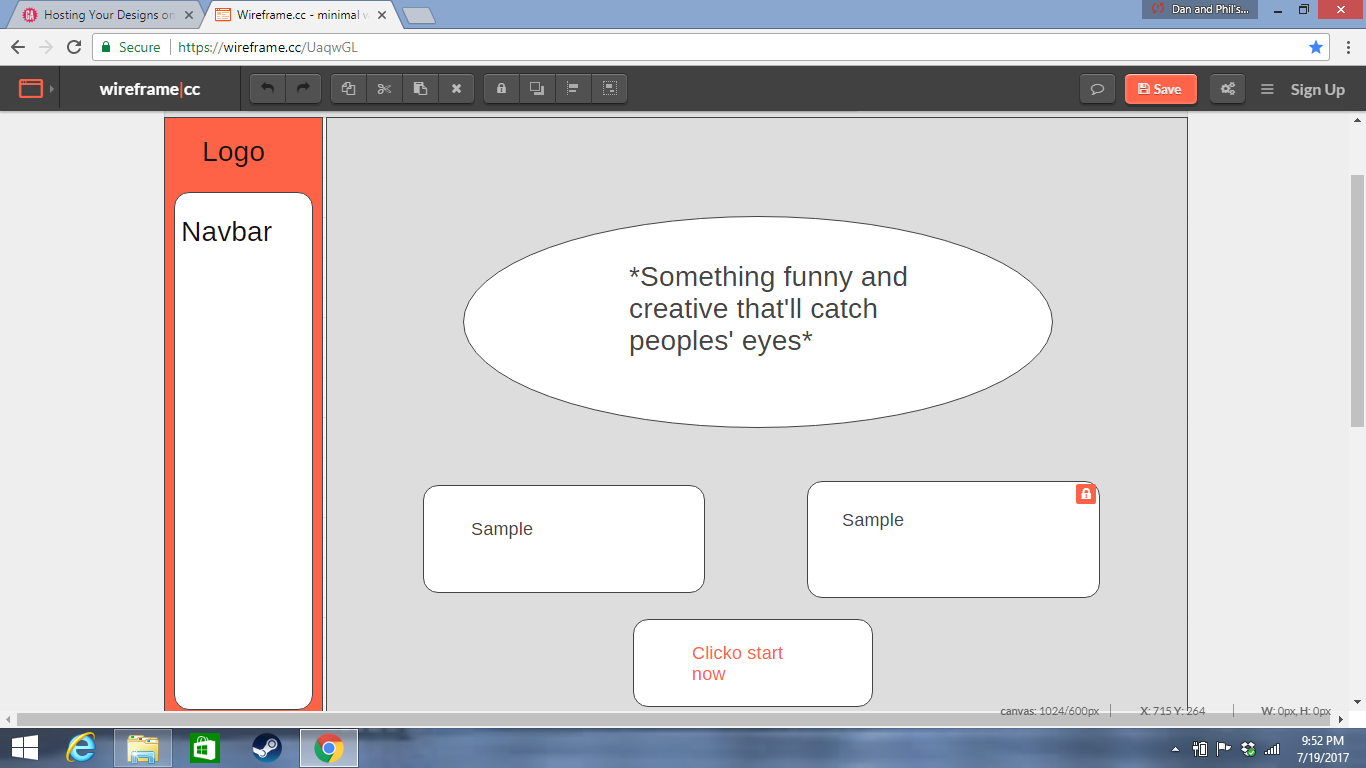 Hosting Your Designs on
Wireframe.cc - minimal w
Dan and Phil's...
Secure
https://wireframe.cc/UaqwGL
wireframe|cc
Save
Sign Up
Logo
Navbar
*Something funny and
creative that'll catch
peoples' eyes*
Sample
Sample
Clicko start
now
canvas: 1024/600px
X: 715 Y: 264
W: 0px, H: 0px
9:52 PM
7/19/2017